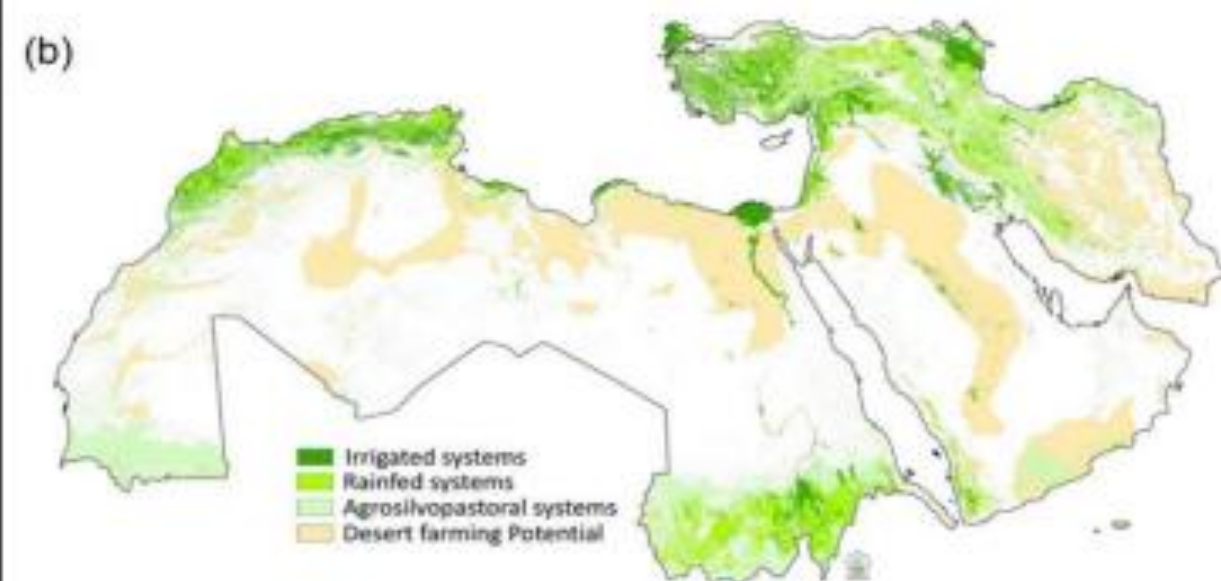 (b)
Irrigated systems
Rainfed systems
Agrosilvopastoral systems
Desert farming Potential